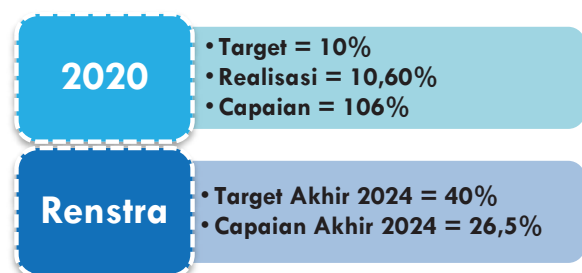 2020
• Target = 10%
• Realisasi = 10,60%
• Capaian = 106%
Renstra
• Target Akhir 2024 = 40%
• Capaian Akhir 2024 = 26,5%